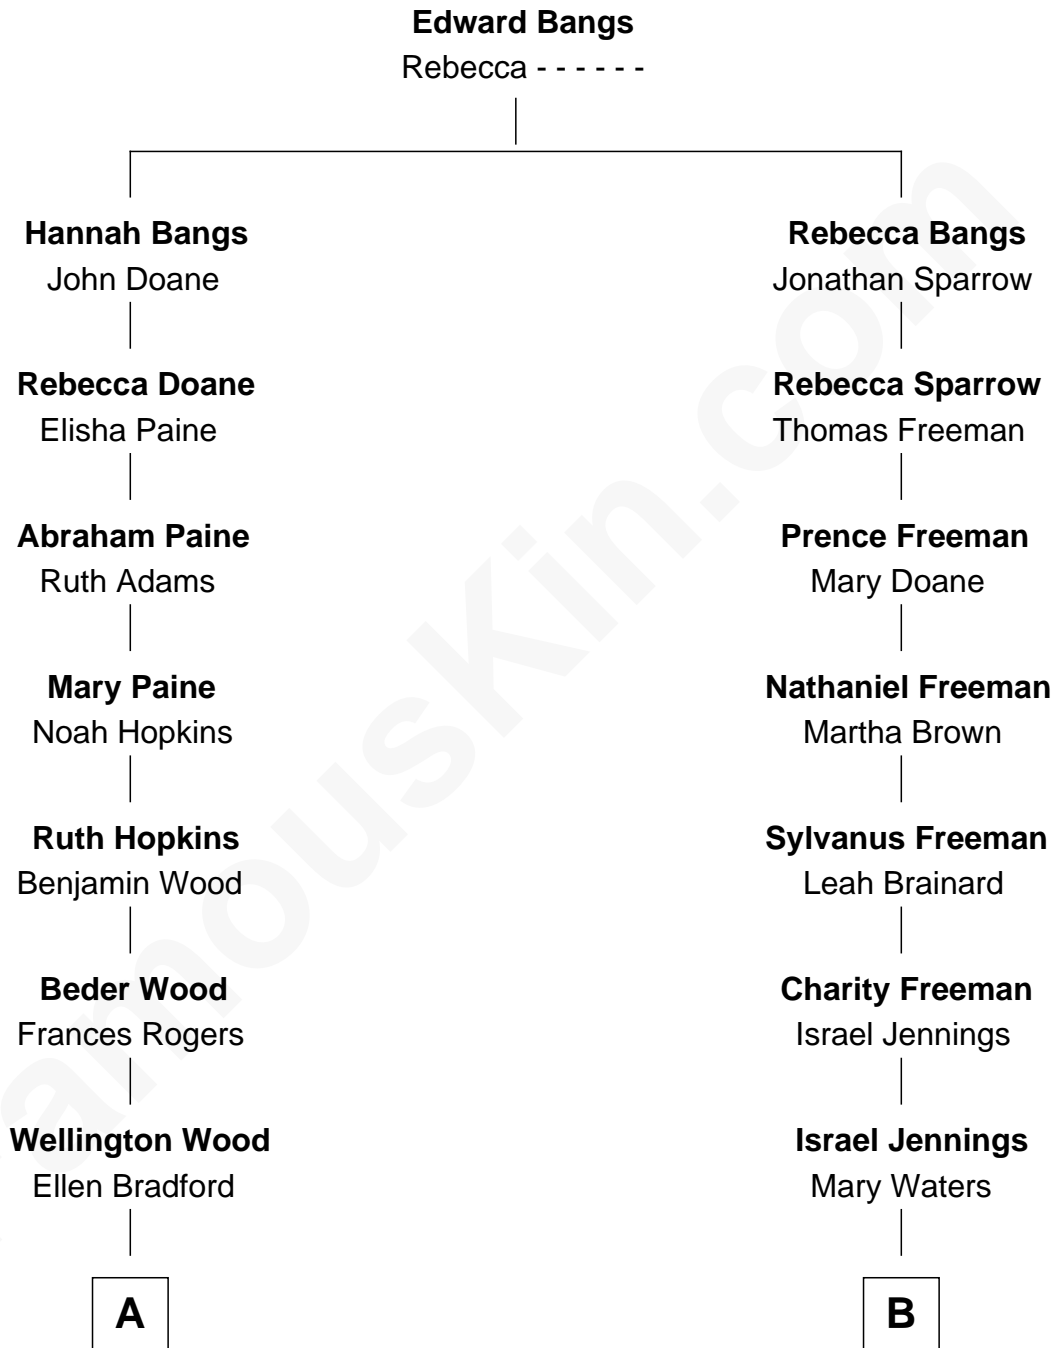 Edward Bangs
Rebecca - - - - - -
Hannah Bangs
John Doane
Rebecca Bangs
Jonathan Sparrow
Rebecca Doane
Elisha Paine
Rebecca Sparrow
Thomas Freeman
Abraham Paine
Ruth Adams
Prence Freeman
Mary Doane
Mary Paine
Noah Hopkins
Nathaniel Freeman
Martha Brown
Ruth Hopkins
Benjamin Wood
Sylvanus Freeman
Leah Brainard
Beder Wood
Frances Rogers
Charity Freeman
Israel Jennings
Wellington Wood
Ellen Bradford
Israel Jennings
Mary Waters
A
B
amouskin.com